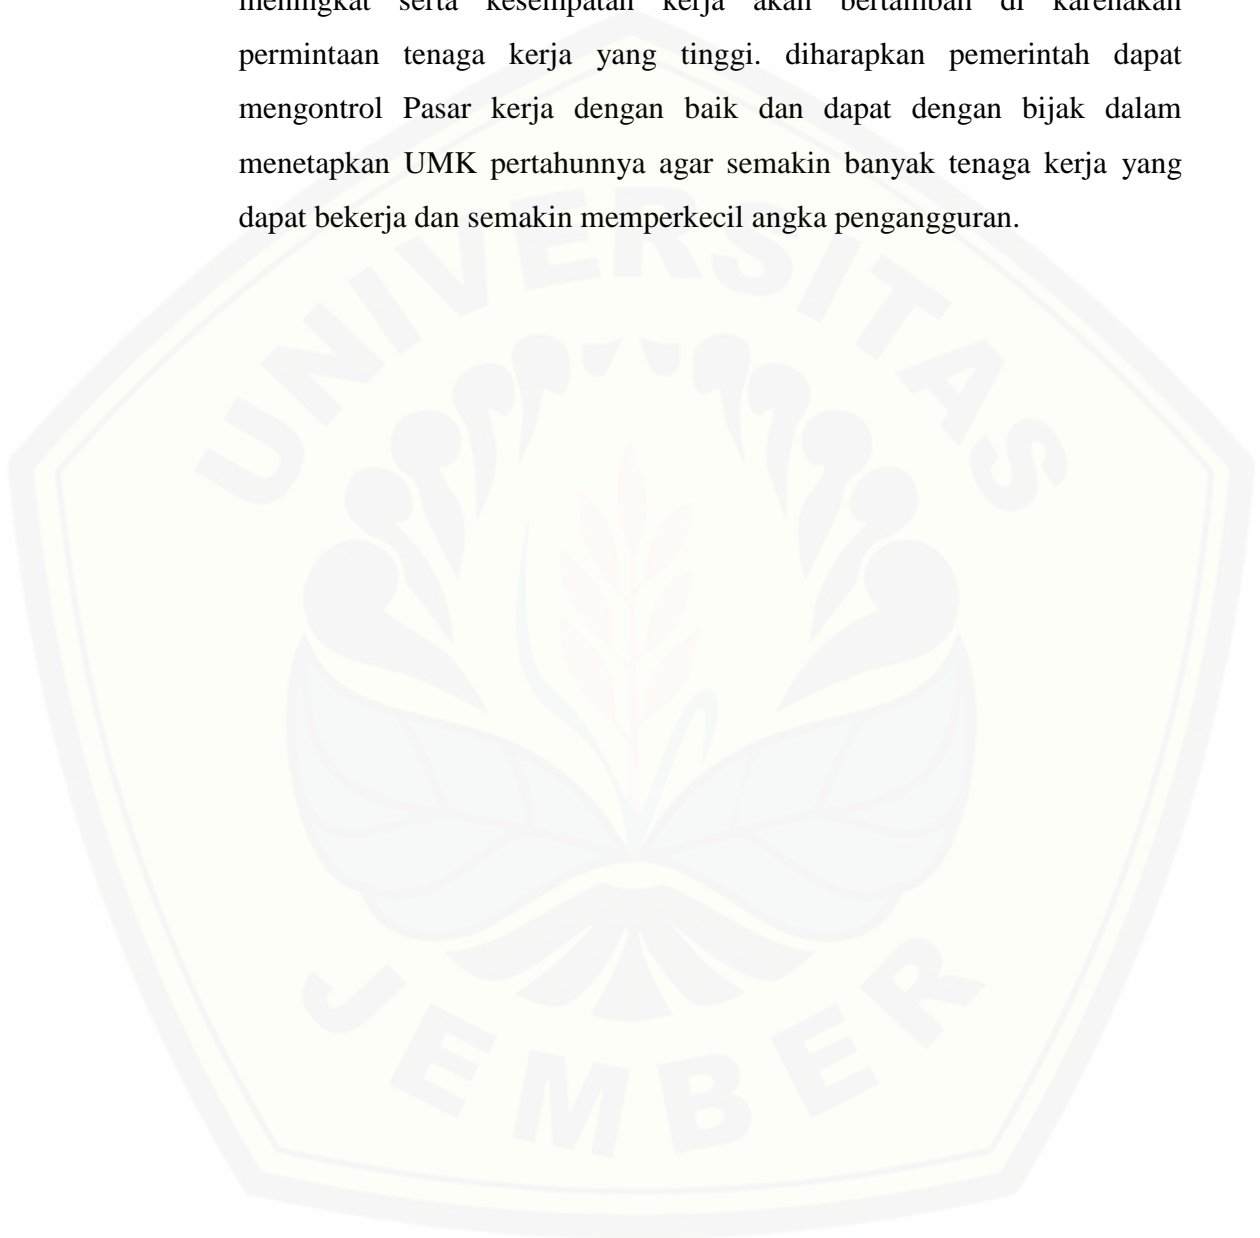 meningkat serta kesempatan kerja akan bertambah di karenakan
permintaan tenaga kerja yang tinggi. diharapkan pemerintah dapat
mengontrol Pasar kerja dengan baik dan dapat dengan bijak dalam
menetapkan UMK pertahunnya agar semakin banyak tenaga kerja yang
dapat bekerja dan semakin memperkecil angka pengangguran.
UNIVERSITAS
JEMBER